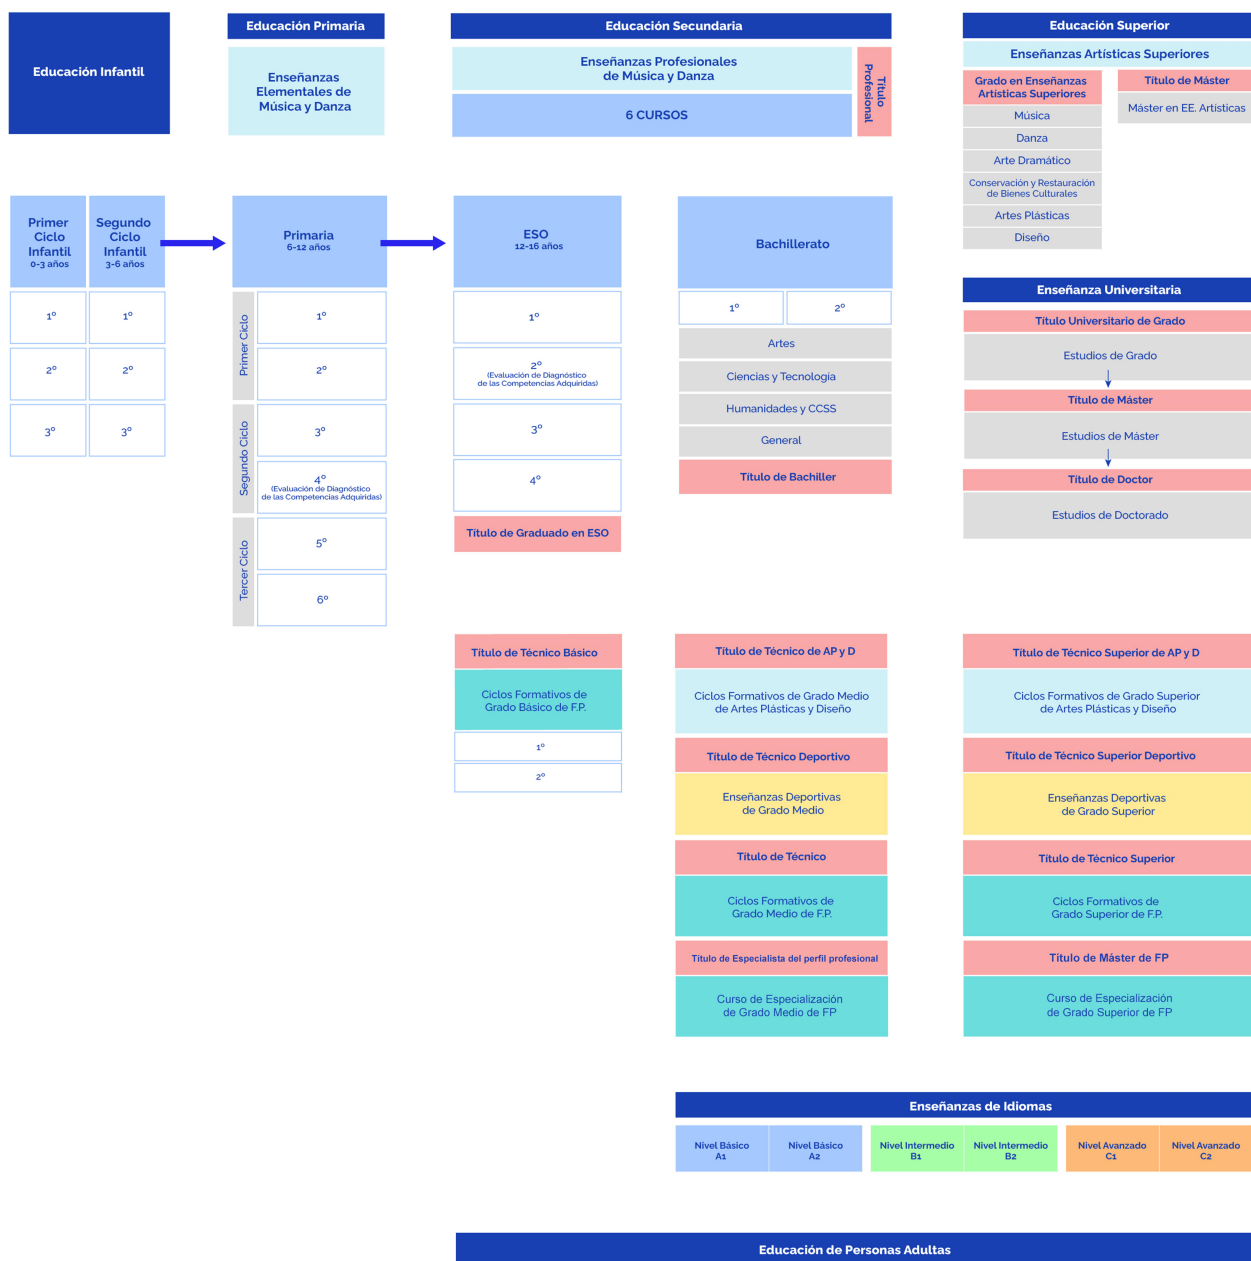 Educación Infantil
Educación Primaria
Enseñanzas
Elementales de
Música y Danza
Educación Secundaria
Enseñanzas Profesionales
de Música y Danza
6 CURSOS
Título
Profesional
Educación Superior
Enseñanzas Artísticas Superiores
Grado en Enseñanzas
Artísticas Superiores
Música
Danza
Arte Dramático
Conservación y Restauración
de Bienes Culturales
Artes Plásticas
Diseño
Título de Máster
Máster en EE. Artísticas
Primer
Ciclo
Infantil
0-3 años
1º
2º
3º
Segundo
Ciclo
Infantil
3-6 años
1º
2º
3º
Primaria
6-12 años
Primer Ciclo
1º
2º
Segundo Ciclo
3º
4º
(Evaluación de Diagnóstico
de las Competencias Adquiridas)
Tercer Ciclo
5º
6º
ESO
12-16 años
1º
2º
(Evaluación de Diagnóstico
de las Competencias Adquiridas)
3º
4º
Título de Graduado en ESO
Bachillerato
1º
2º
Artes
Ciencias y Tecnología
Humanidades y CCSS
General
Título de Bachiller
Enseñanza Universitaria
Título Universitario de Grado
Estudios de Grado
Título de Máster
Estudios de Máster
Título de Doctor
Estudios de Doctorado
Título de Técnico Básico
Ciclos Formativos de
Grado Básico de F.P.
1º
2º
Título de Técnico de AP y D
Ciclos Formativos de Grado Medio
de Artes Plásticas y Diseño
Título de Técnico Deportivo
Enseñanzas Deportivas
de Grado Medio
Título de Técnico
Ciclos Formativos de
Grado Medio de F.P.
Título de Especialista del perfil profesional
Curso de Especialización
de Grado Medio de FP
Título de Técnico Superior de AP y D
Ciclos Formativos de Grado Superior
de Artes Plásticas y Diseño
Título de Técnico Superior Deportivo
Enseñanzas Deportivas
de Grado Superior
Título de Técnico Superior
Ciclos Formativos de
Grado Superior de F.P.
Título de Máster de FP
Curso de Especialización
de Grado Superior de FP
Enseñanzas de Idiomas
Nivel Básico
A1
Nivel Básico
A2
Nivel Intermedio
B1
Nivel Intermedio
B2
Nivel Avanzado
C1
Nivel Avanzado
C2
Educación de Personas Adultas